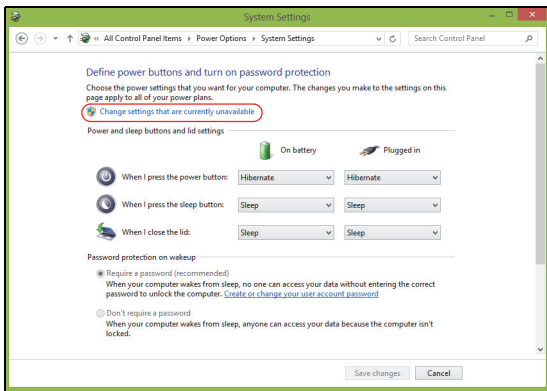 System Settings
« All Control Panel Items ▸ Power Options ▸ System Settings
Search Control Panel
Define power buttons and turn on password protection
Choose the power settings that you want for your computer. The changes you make to the settings on this
page apply to all of your power plans.
Change settings that are currently unavailable
Power and sleep buttons and lid settings
On battery Plugged in
When I press the power button: Hibernate Hibernate
When I press the sleep button: Sleep Sleep
When I close the lid: Sleep Sleep
Password protection on wakeup
Require a password (recommended)
When your computer wakes from sleep, no one can access your data without entering the correct
password to unlock the computer. Create or change your user account password
Don't require a password
When your computer wakes from sleep, anyone can access your data because the computer isn't
locked.
Save changes Cancel